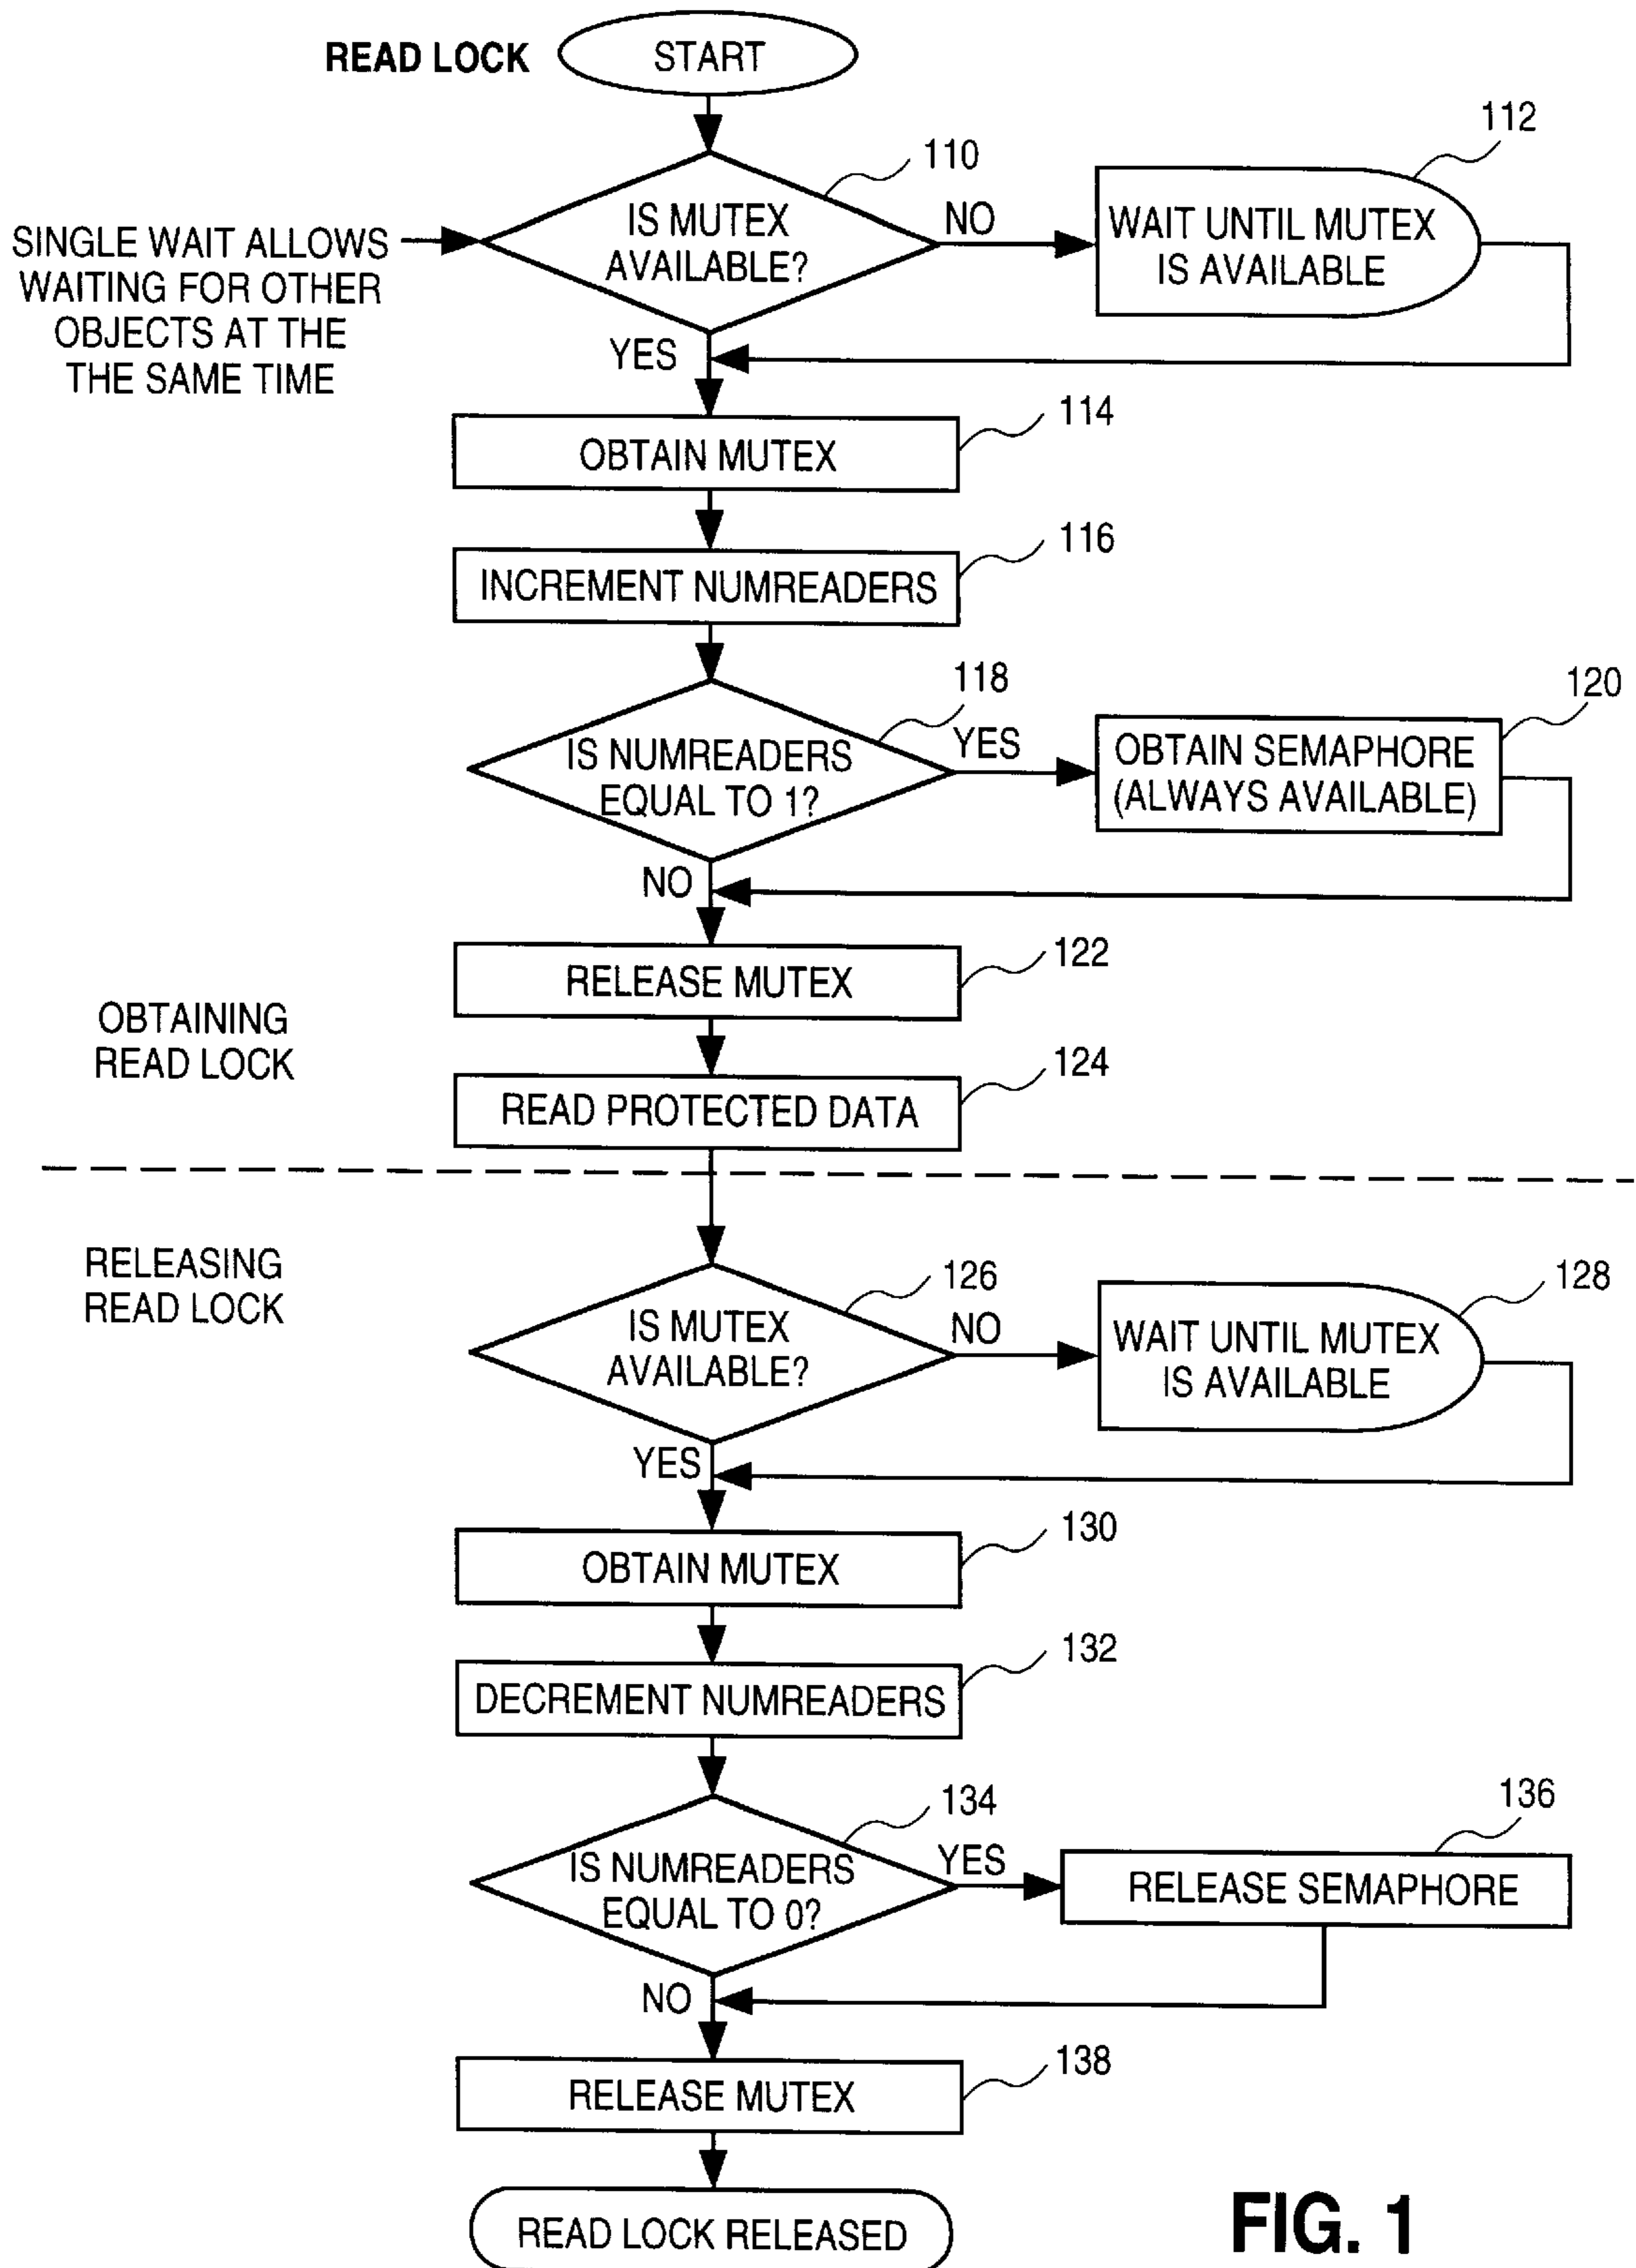 READ LOCK
START
110
112
IS MUTEX
AVAILABLE?
NO
WAIT UNTIL MUTEX
IS AVAILABLE
SINGLE WAIT ALLOWS
WAITING FOR OTHER
OBJECTS AT THE
THE SAME TIME
YES
114
OBTAIN MUTEX
116
INCREMENT NUMREADERS
118
120
IS NUMREADERS
EQUAL TO 1?
YES
OBTAIN SEMAPHORE
(ALWAYS AVAILABLE)
NO
122
RELEASE MUTEX
OBTAINING
READ LOCK
124
READ PROTECTED DATA
RELEASING
READ LOCK
126
128
IS MUTEX
AVAILABLE?
NO
WAIT UNTIL MUTEX
IS AVAILABLE
YES
130
OBTAIN MUTEX
132
DECREMENT NUMREADERS
134
136
IS NUMREADERS
EQUAL TO 0?
YES
RELEASE SEMAPHORE
NO
138
RELEASE MUTEX
READ LOCK RELEASED
FIG. 1